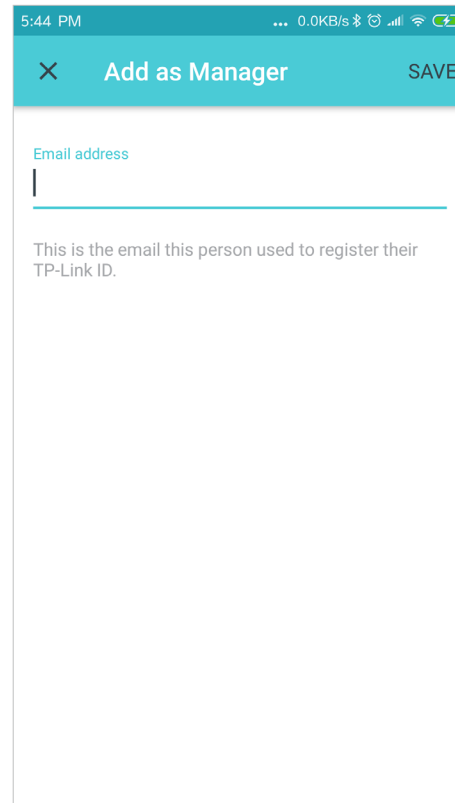 5:44 PM ... 0.0KB/s
Add as Manager SAVE
Email address
This is the email this person used to register their
TP-Link ID.